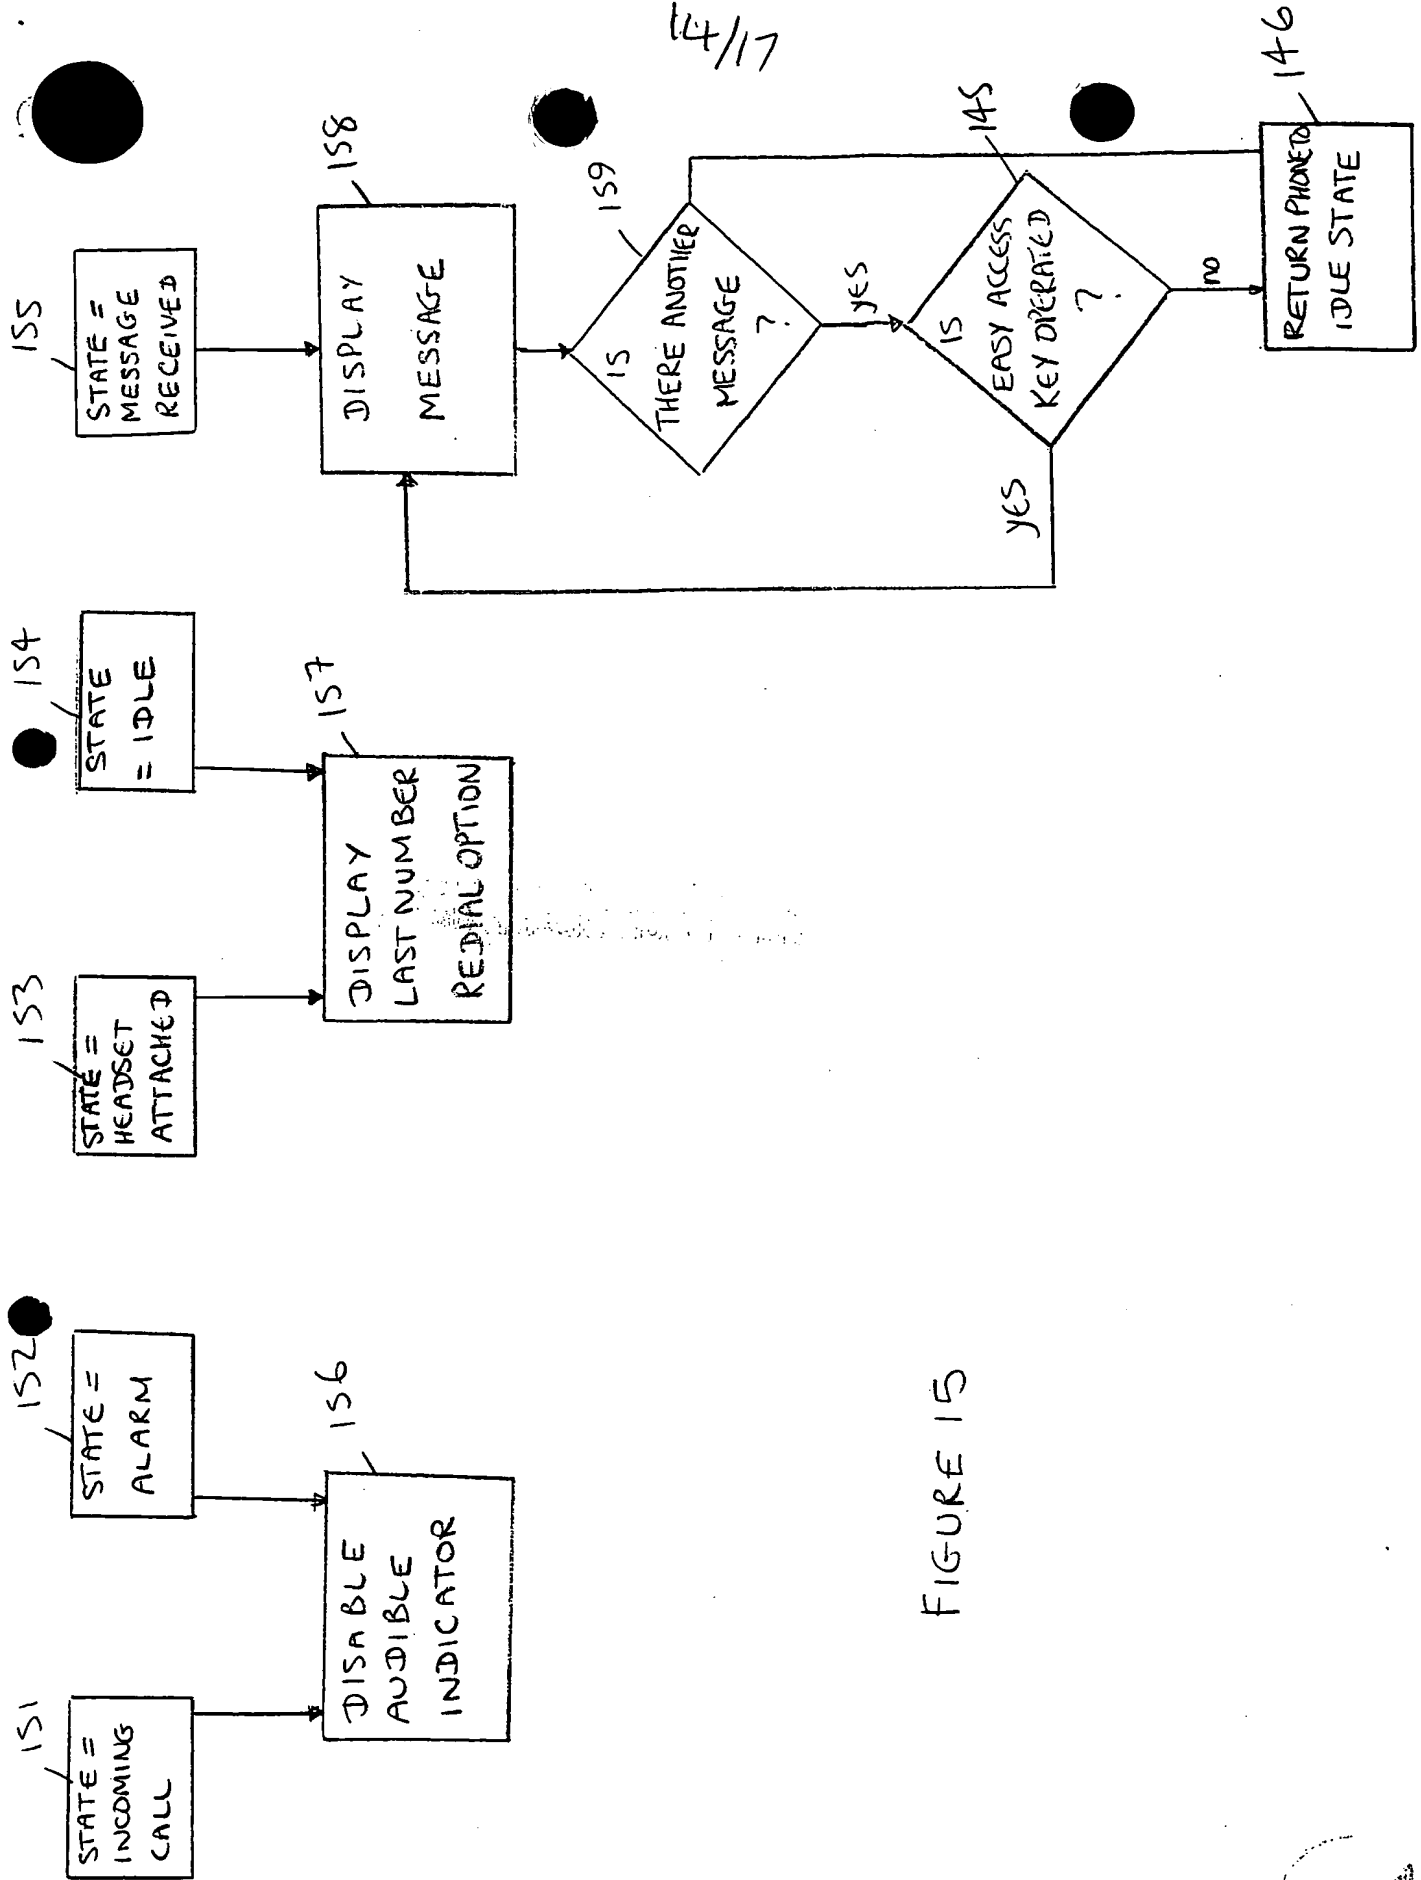 14/17
151
STATE =
INCOMING
CALL
152
STATE =
ALARM
156
DISABLE
AUDIBLE
INDICATOR
153
STATE =
HEADSET
ATTACHED
154
STATE
= IDLE
157
DISPLAY
LAST NUMBER
REDIAL OPTION
155
STATE =
MESSAGE
RECEIVED
158
DISPLAY
MESSAGE
159
IS
THERE ANOTHER
MESSAGE
?
yES
145
IS
EASY ACCESS
KEY OPERATED
?
yES
no
146
RETURN PHONE TO
IDLE STATE
FIGURE 15